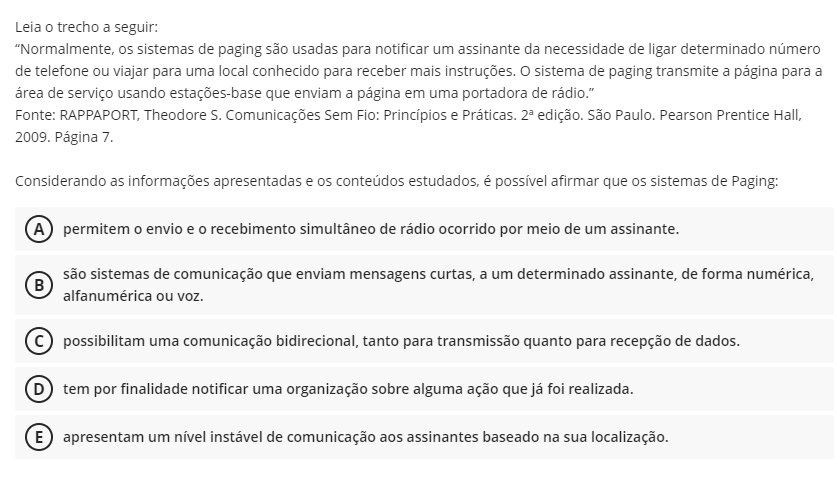 Leia o trecho a seguir:
“Normalmente, os sistemas de paging são usadas para notificar um assinante da necessidade de ligar determinado número
de telefone ou viajar para uma local conhecido para receber mais instruções. O sistema de paging transmite a página para a
área de serviço usando estações-base que enviam a página em uma portadora de rádio.”
Fonte: RAPPAPORT, Theodore S. Comunicações Sem Fio: Princípios e Práticas. 2ª edição. São Paulo. Pearson Prentice Hall,
2009. Página 7.
Considerando as informações apresentadas e os conteúdos estudados, é possível afirmar que os sistemas de Paging:
A permitem o envio e o recebimento simultâneo de rádio ocorrido por meio de um assinante.
B são sistemas de comunicação que enviam mensagens curtas, a um determinado assinante, de forma numérica,
alfanumérica ou voz.
C possibilitam uma comunicação bidirecional, tanto para transmissão quanto para recepção de dados.
D tem por finalidade notificar uma organização sobre alguma ação que já foi realizada.
E apresentam um nível instável de comunicação aos assinantes baseado na sua localização.